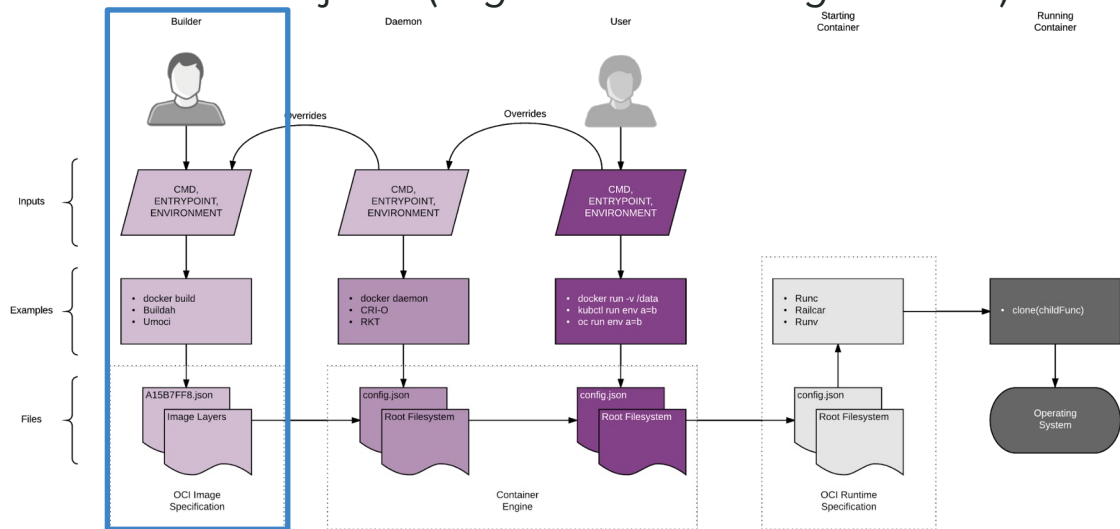 Builder
Daemon
User
Starting
Container
Running
Container
Overrides
Overrides
Inputs
CMD,
ENTRYPOINT,
ENVIRONMENT
CMD,
ENTRYPOINT,
ENVIRONMENT
CMD,
ENTRYPOINT,
ENVIRONMENT
Examples
• docker build
• Buildah
• Umoci
• docker daemon
• CRI-O
• RKT
• docker run -v /data
• kubctl run env a=b
• oc run env a=b
• Runc
• Railcar
• Runv
• clone(childFunc)
Files
A15B7FF8.json
Image Layers
config.json
Root Filesystem
config.json
Root Filesystem
config.json
Root Filesystem
Operating
System
OCI Image
Specification
Container
Engine
OCI Runtime
Specification